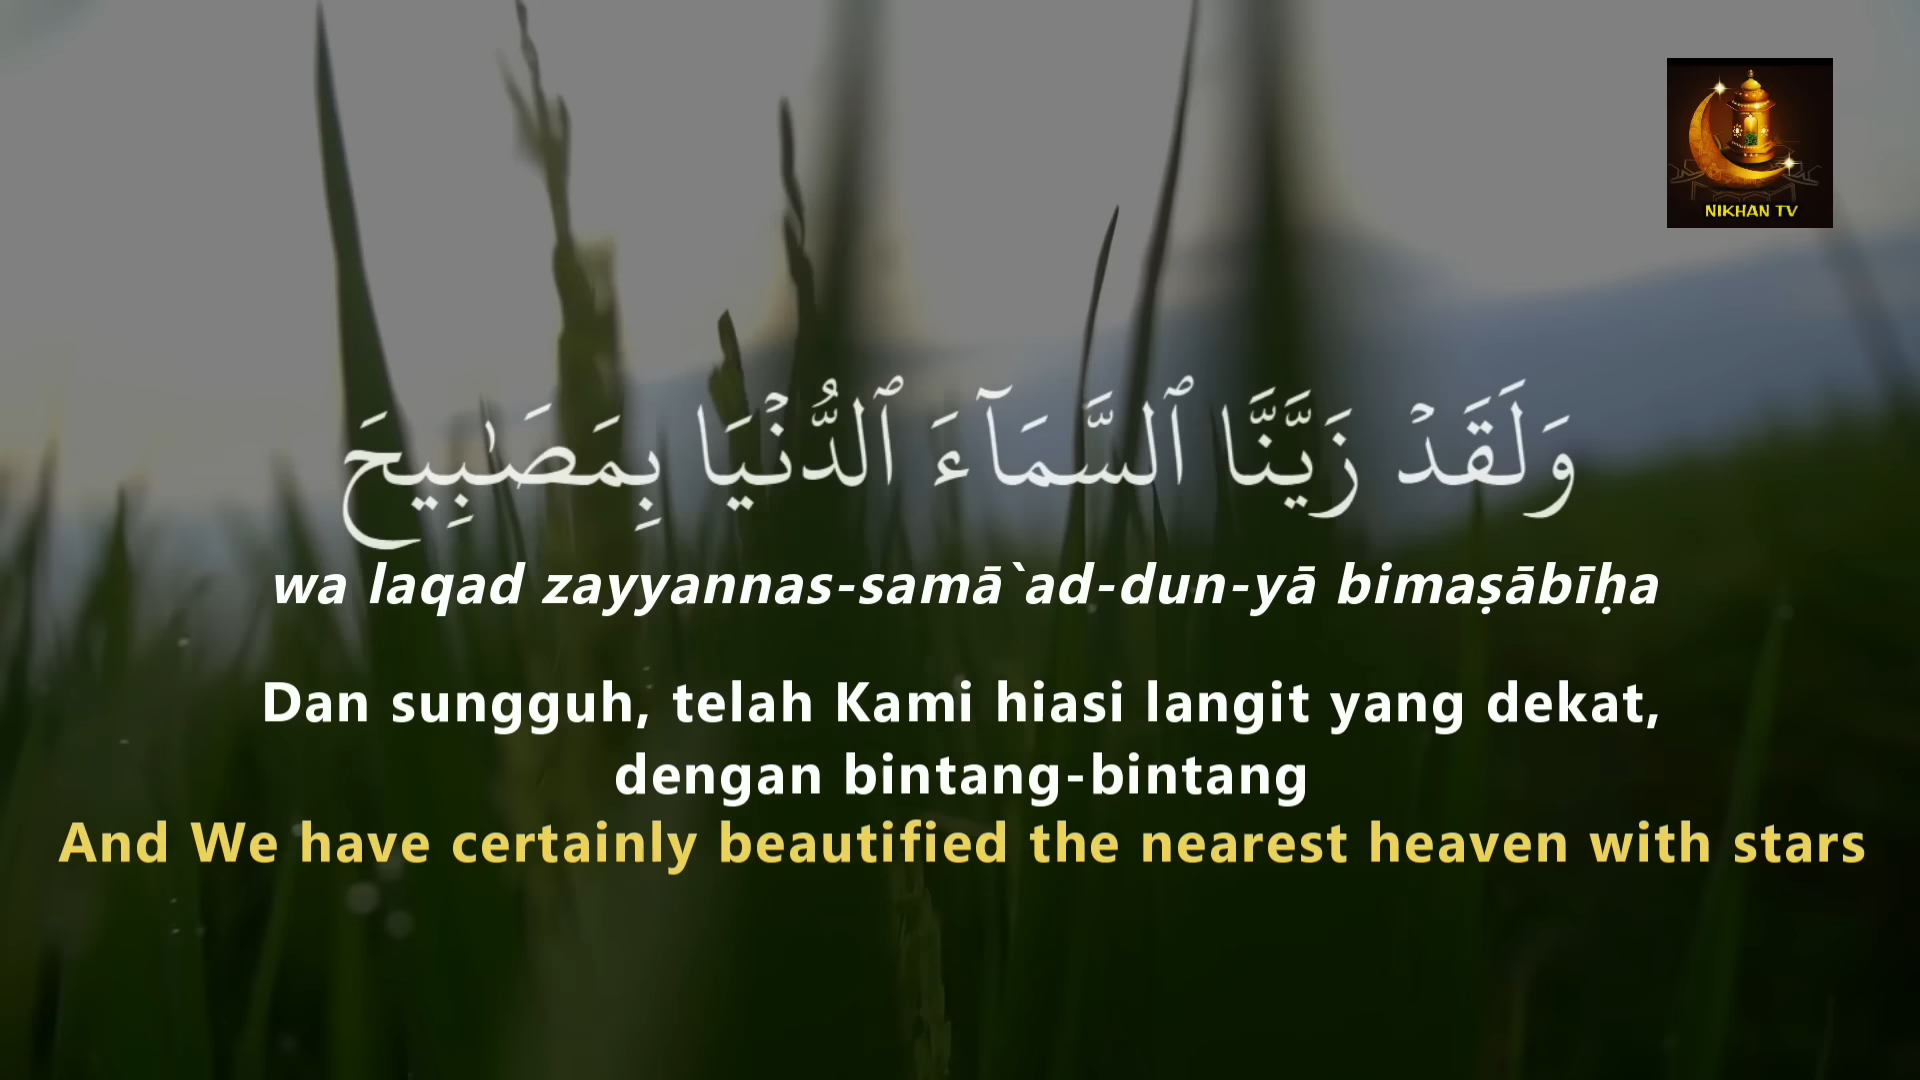 NIKHAN TV
وَلَقَدۡ زَيَّنَّا ٱلسَّمَآءَ ٱلدُّنۡيَا بِمَصَٰبِيحَ
wa laqad zayyannas-samā`ad-dun-yā bimaṣābīḥa
Dan sungguh, telah Kami hiasi langit yang dekat,
dengan bintang-bintang
And We have certainly beautified the nearest heaven with stars